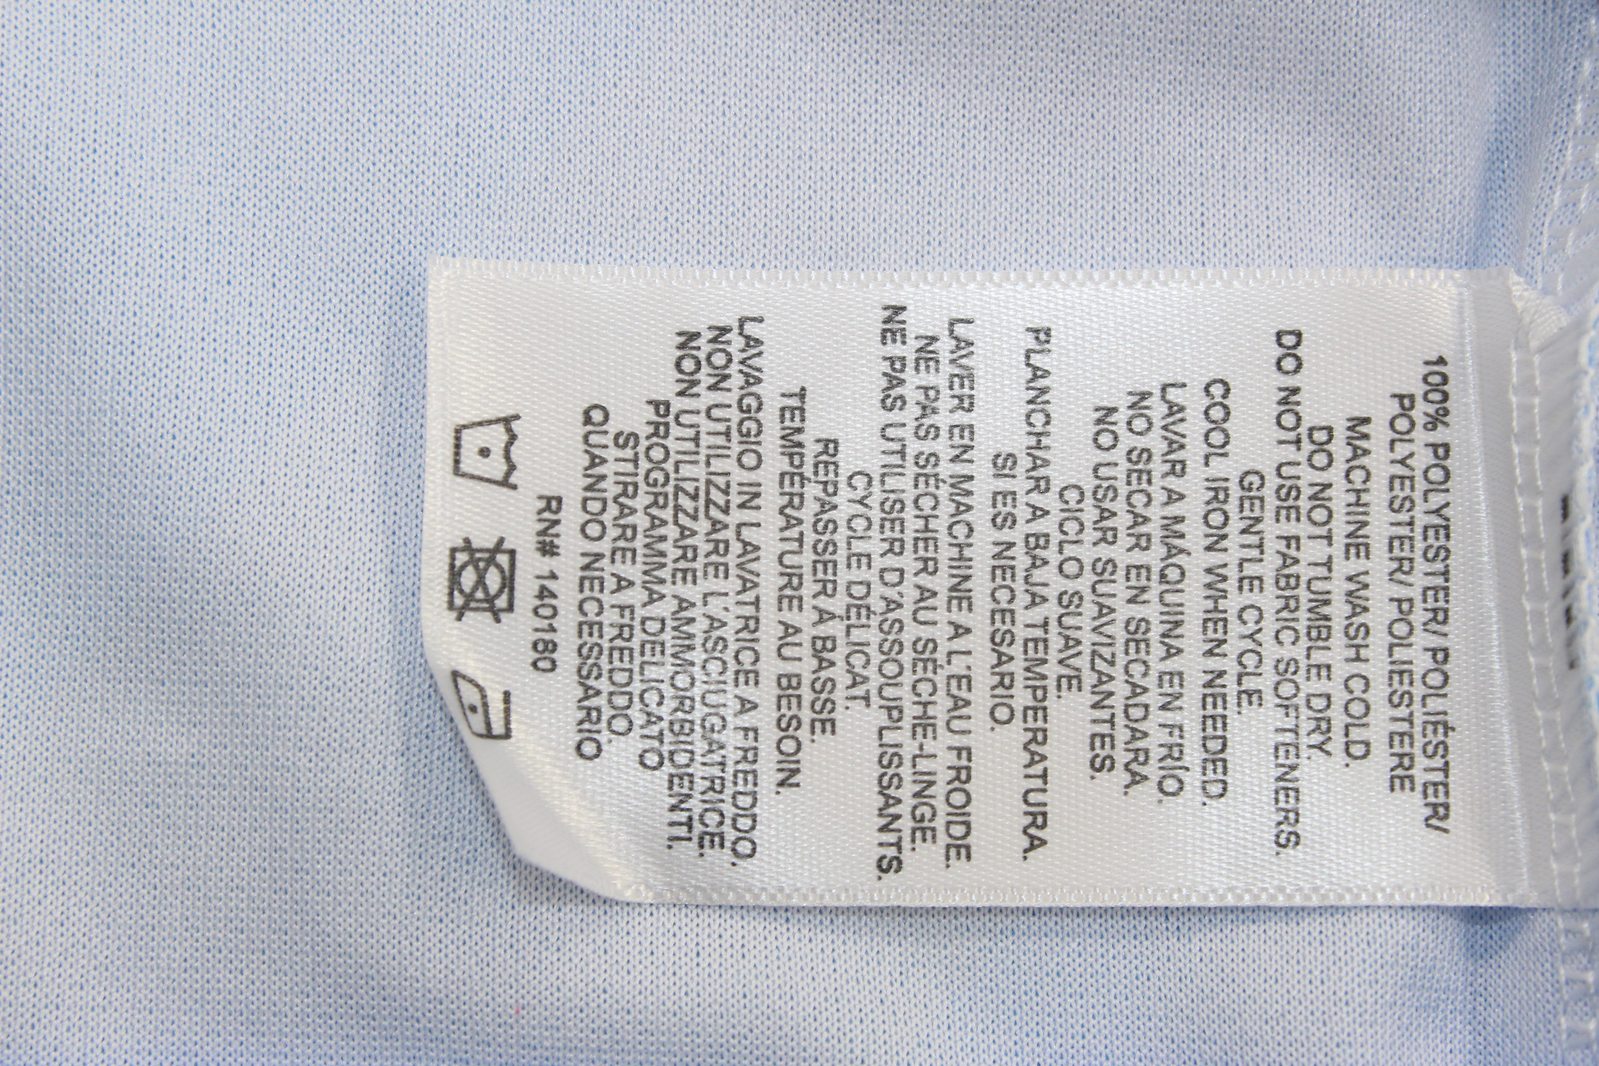 100% POLYESTER/ POLIÉSTER/
POLYESTER/ POLIESTERE
MACHINE WASH COLD.
DO NOT TUMBLE DRY.
DO NOT USE FABRIC SOFTENERS.
GENTLE CYCLE.
COOL IRON WHEN NEEDED.
LAVAR A MÁQUINA EN FRÍO.
NO SECAR EN SECADARA.
NO USAR SUAVIZANTES.
CICLO SUAVE.
PLANCHAR A BAJA TEMPERATURA.
SI ES NECESARIO.
LAVER EN MACHINE A L'EAU FROIDE.
NE PAS SÉCHER AU SÈCHE-LINGE.
NE PAS UTILISER D'ASSOUPLISSANTS.
CYCLE DÉLICAT.
REPASSER À BASSE.
TEMPÉRATURE AU BESOIN.
LAVAGGIO IN LAVATRICE A FREDDO.
NON UTILIZZARE L'ASCIUGATRICE.
NON UTILIZZARE AMMORBIDENTI.
PROGRAMMA DELICATO
STIRARE A FREDDO.
QUANDO NECESSARIO
RN# 140180